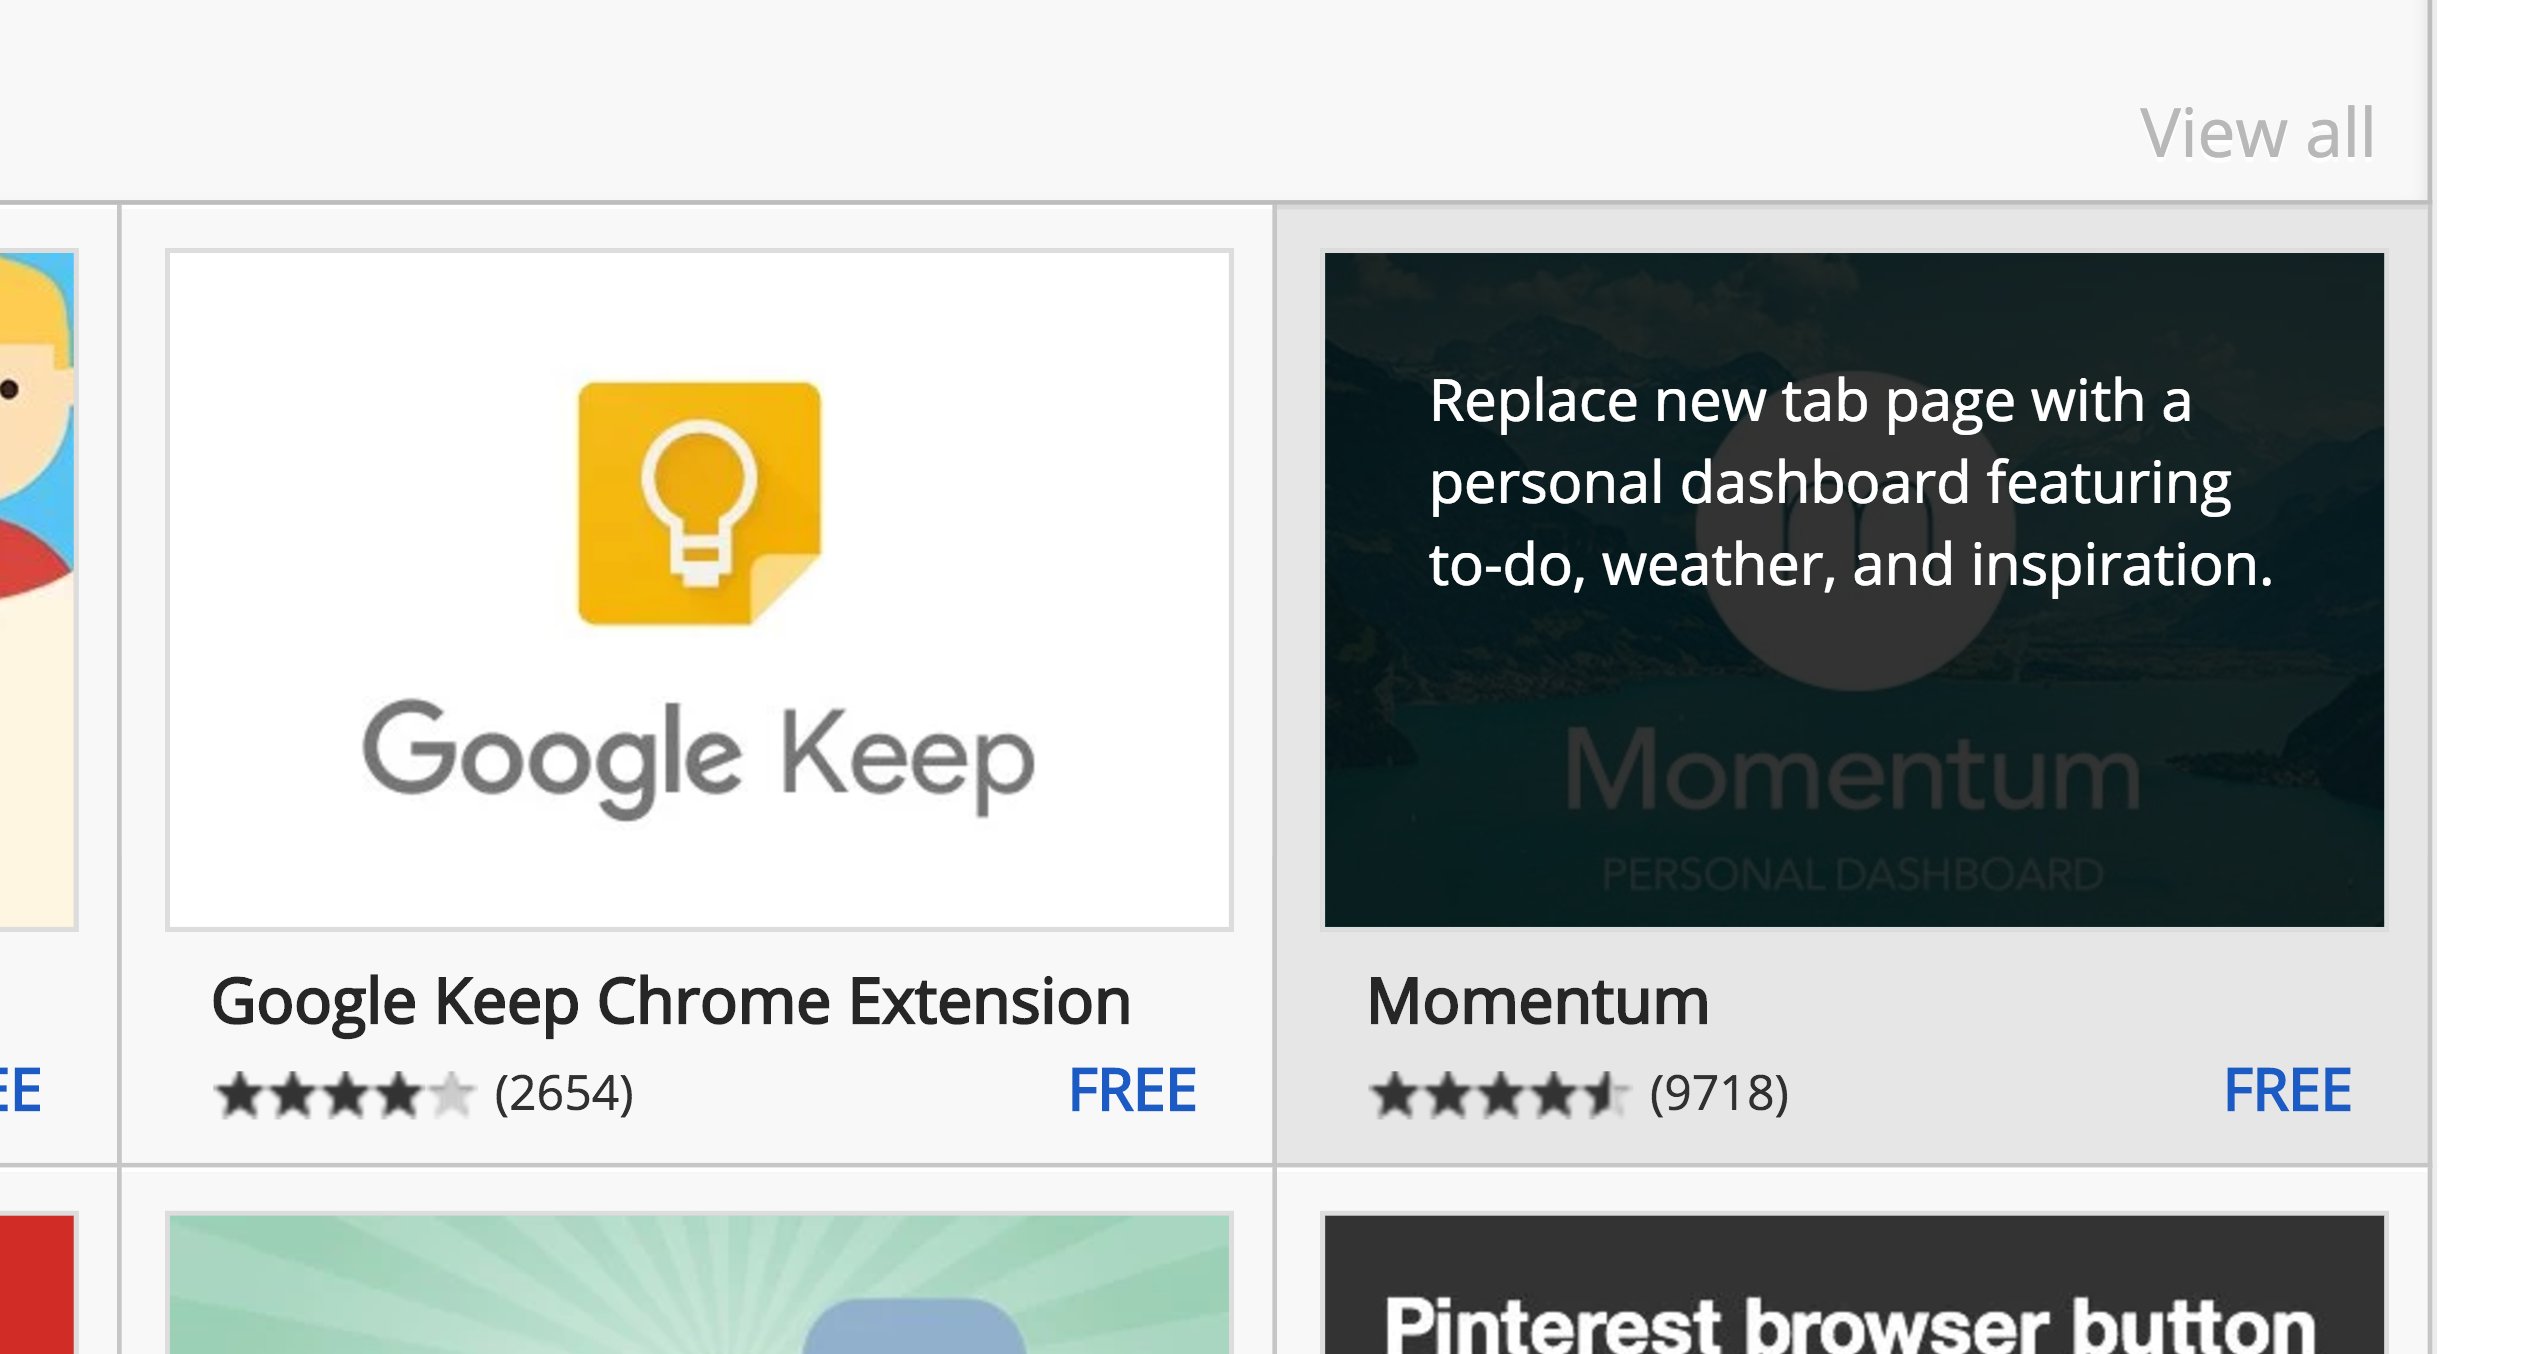 View all
Google Keep
Replace new tab page with a
personal dashboard featuring
to-do, weather, and inspiration.
m
Momentum
PERSONAL DASHBOARD
Google Keep Chrome Extension
(2654)
FREE
Momentum
(9718)
FREE
EE
Pinterest browser button